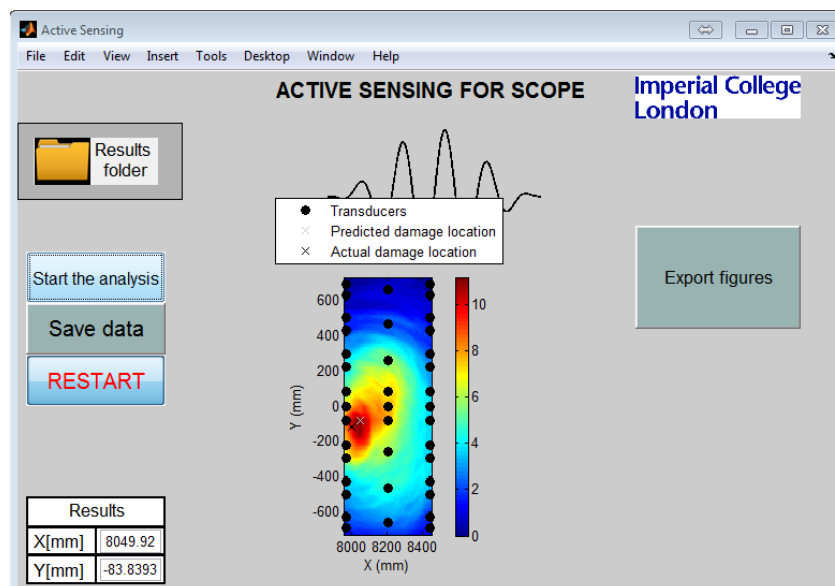 Active Sensing
File Edit View Insert Tools Desktop Window Help
ACTIVE SENSING FOR SCOPE
Imperial College
London
Results
folder
Transducers
Predicted damage location
Actual damage location
Start the analysis
Save data
RESTART
Export figures
600
400
200
0
-200
-400
-600
Y (mm)
8000 8200 8400
X (mm)
10
8
6
4
2
0
Results
X[mm] 8049.92
Y[mm] -83.8393